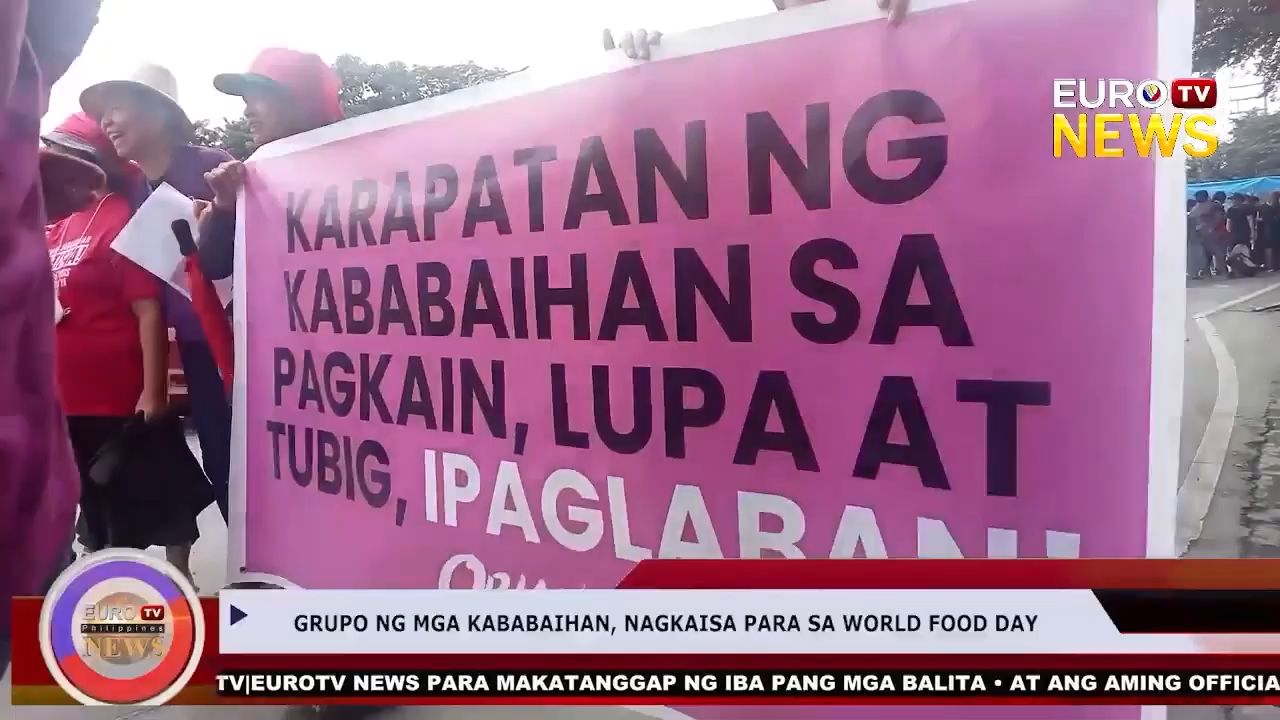 EURO TV
NEWS
KARAPATAN NG
KABABAIHAN SA
PAGKAIN, LUPA AT
TUBIG, IPAGLABAN!
EURO TV
Philippines
NEWS
GRUPO NG MGA KABABAIHAN, NAGKAISA PARA SA WORLD FOOD DAY
TV|EUROTV NEWS PARA MAKATANGGAP NG IBA PANG MGA BALITA • AT ANG AMING OFFICIA